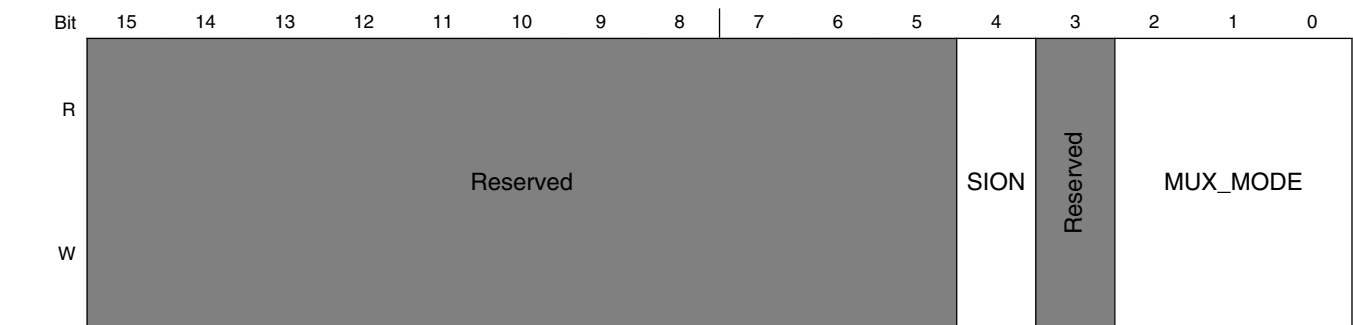 Bit 15 14 13 12 11 10 9 8 7 6 5 4 3 2 1 0
R
Reserved SION Reserved MUX_MODE
W